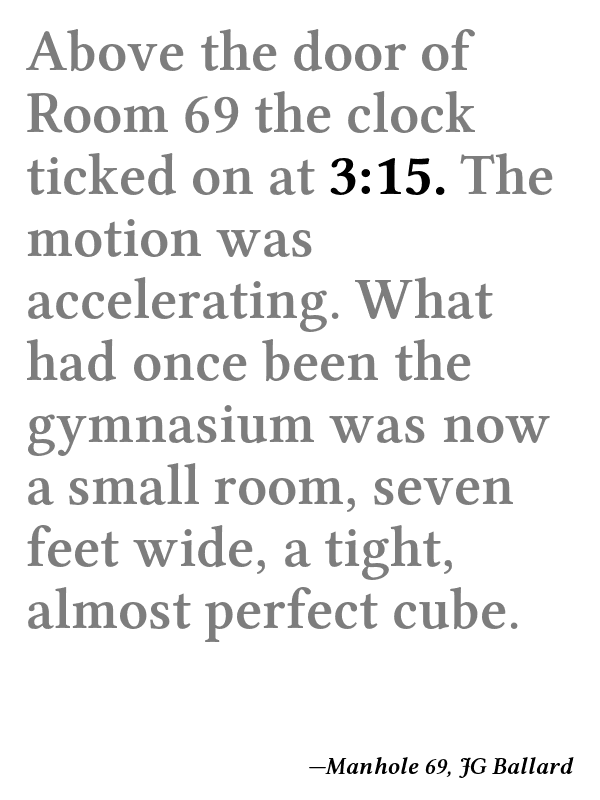 Above the door of
Room 69 the clock
ticked on at 3:15. The
motion was
accelerating. What
had once been the
gymnasium was now
a small room, seven
feet wide, a tight,
almost perfect cube.
—Manhole 69, JG Ballard